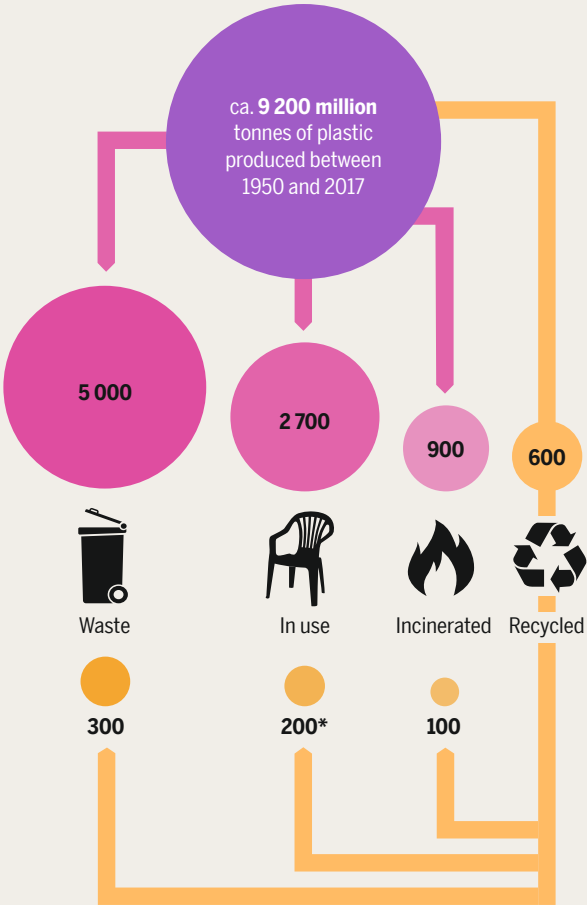 ca. 9 200 million
tonnes of plastic
produced between
1950 and 2017
5 000
2 700
900
600
Waste
In use
Incinerated
Recycled
300
200*
100